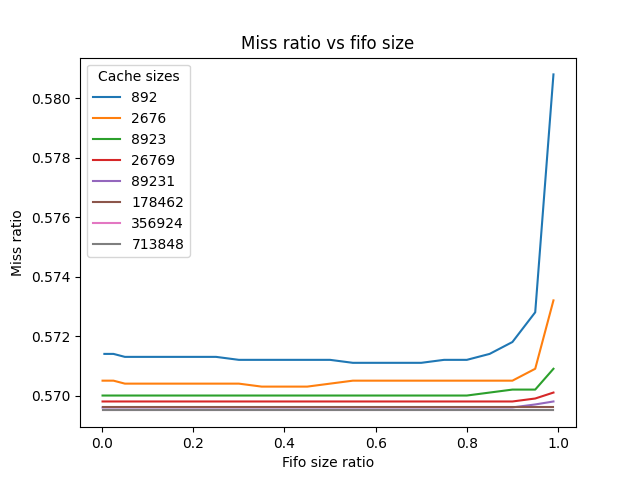 Miss ratio vs fifo size
Cache sizes
892
2676
8923
26769
89231
178462
356924
713848
Miss ratio
0.580
0.578
0.576
0.574
0.572
0.570
0.0 0.2 0.4 0.6 0.8 1.0
Fifo size ratio